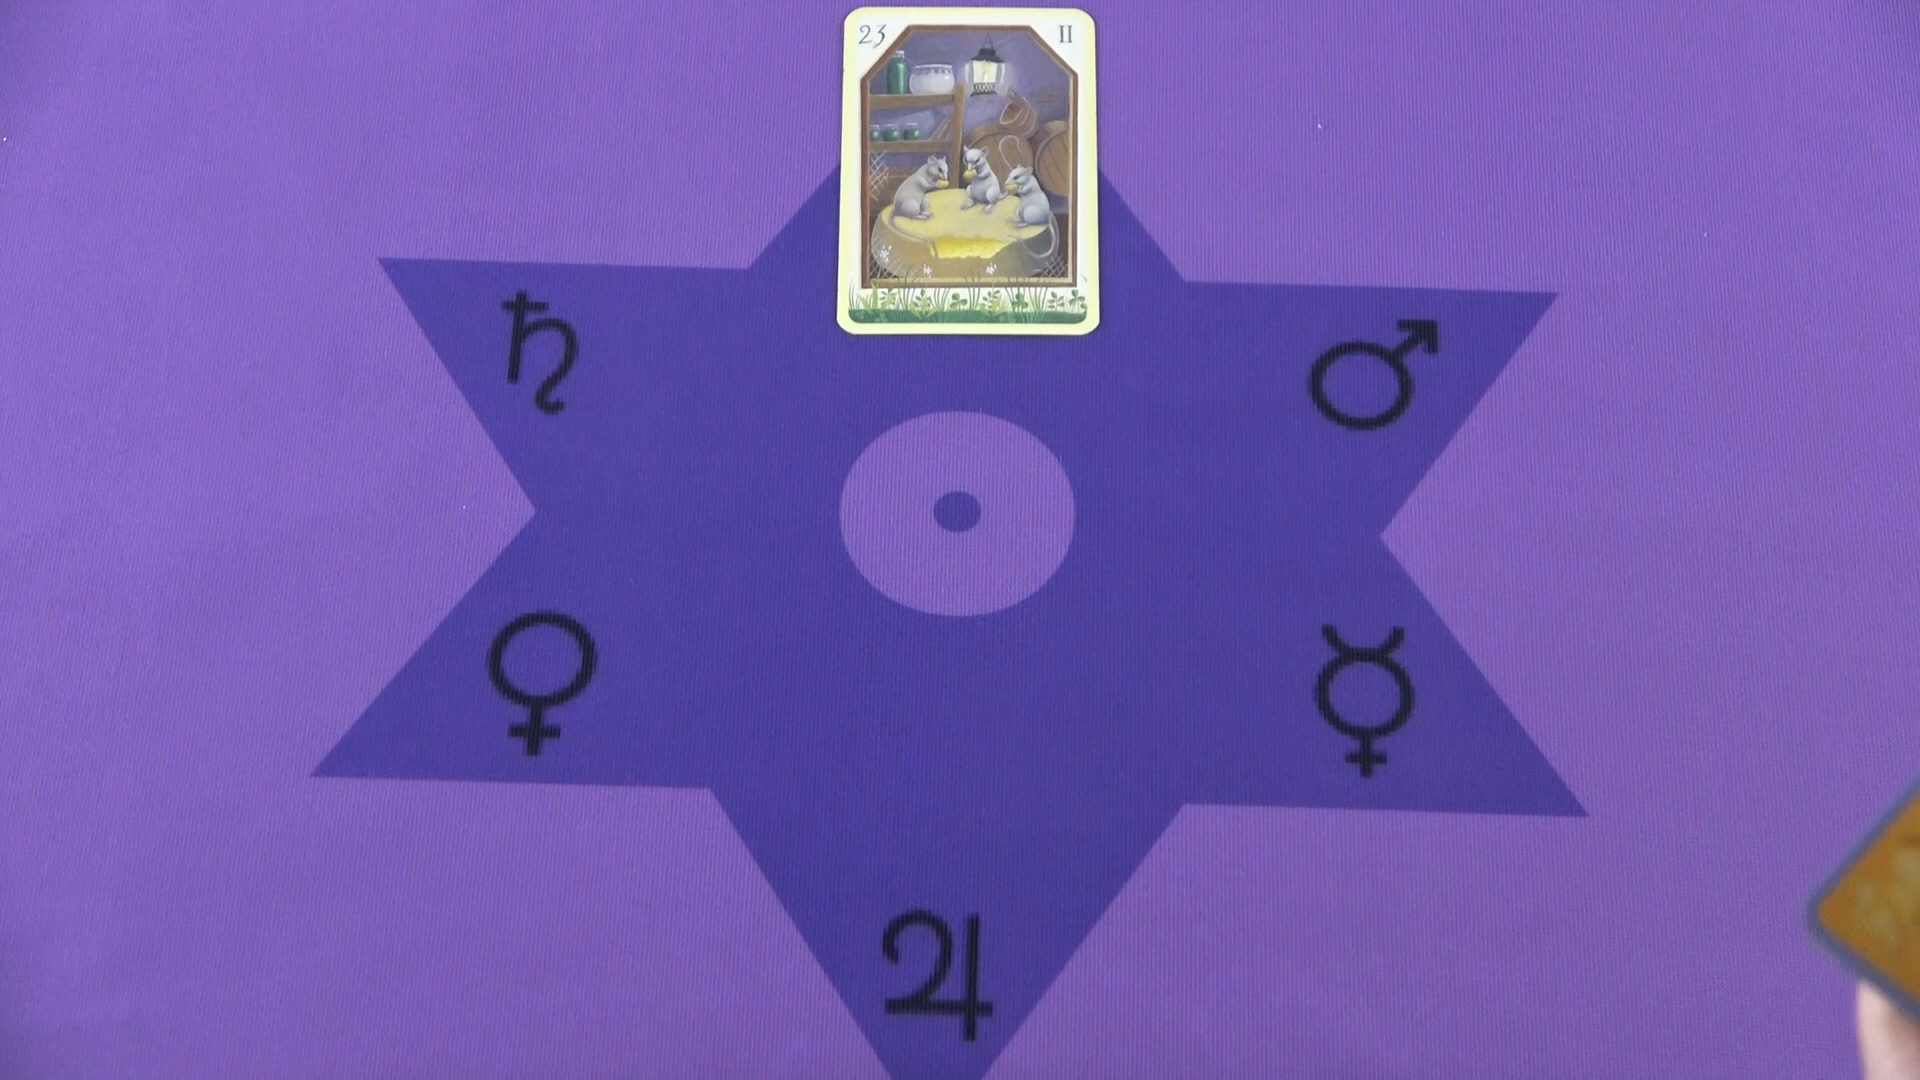 23 II
♄ ♂
♀ ☿
♃